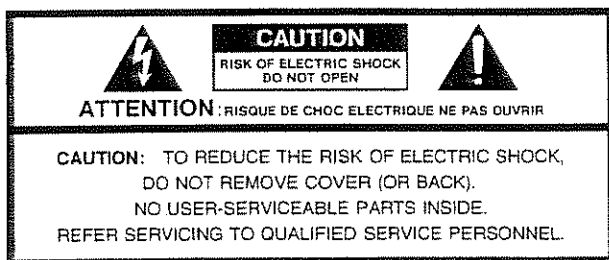 CAUTION
RISK OF ELECTRIC SHOCK
DO NOT OPEN
ATTENTION: RISQUE DE CHOC ELECTRIQUE NE PAS OUVRIR
CAUTION: TO REDUCE THE RISK OF ELECTRIC SHOCK,
DO NOT REMOVE COVER (OR BACK).
NO USER-SERVICEABLE PARTS INSIDE.
REFER SERVICING TO QUALIFIED SERVICE PERSONNEL.